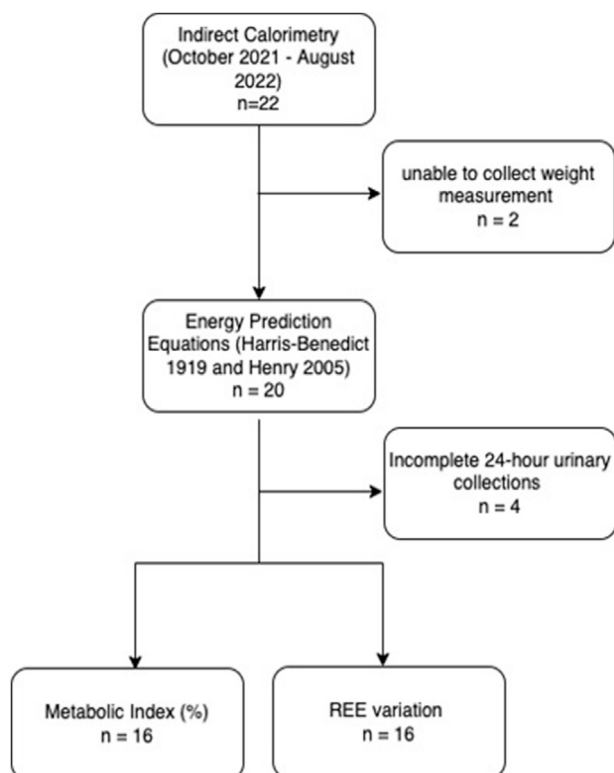 Indirect Calorimetry
(October 2021 - August
2022)
n=22
unable to collect weight
measurement
n = 2
Energy Prediction
Equations (Harris-Benedict
1919 and Henry 2005)
n = 20
Incomplete 24-hour urinary
collections
n = 4
Metabolic Index (%)
n = 16
REE variation
n = 16